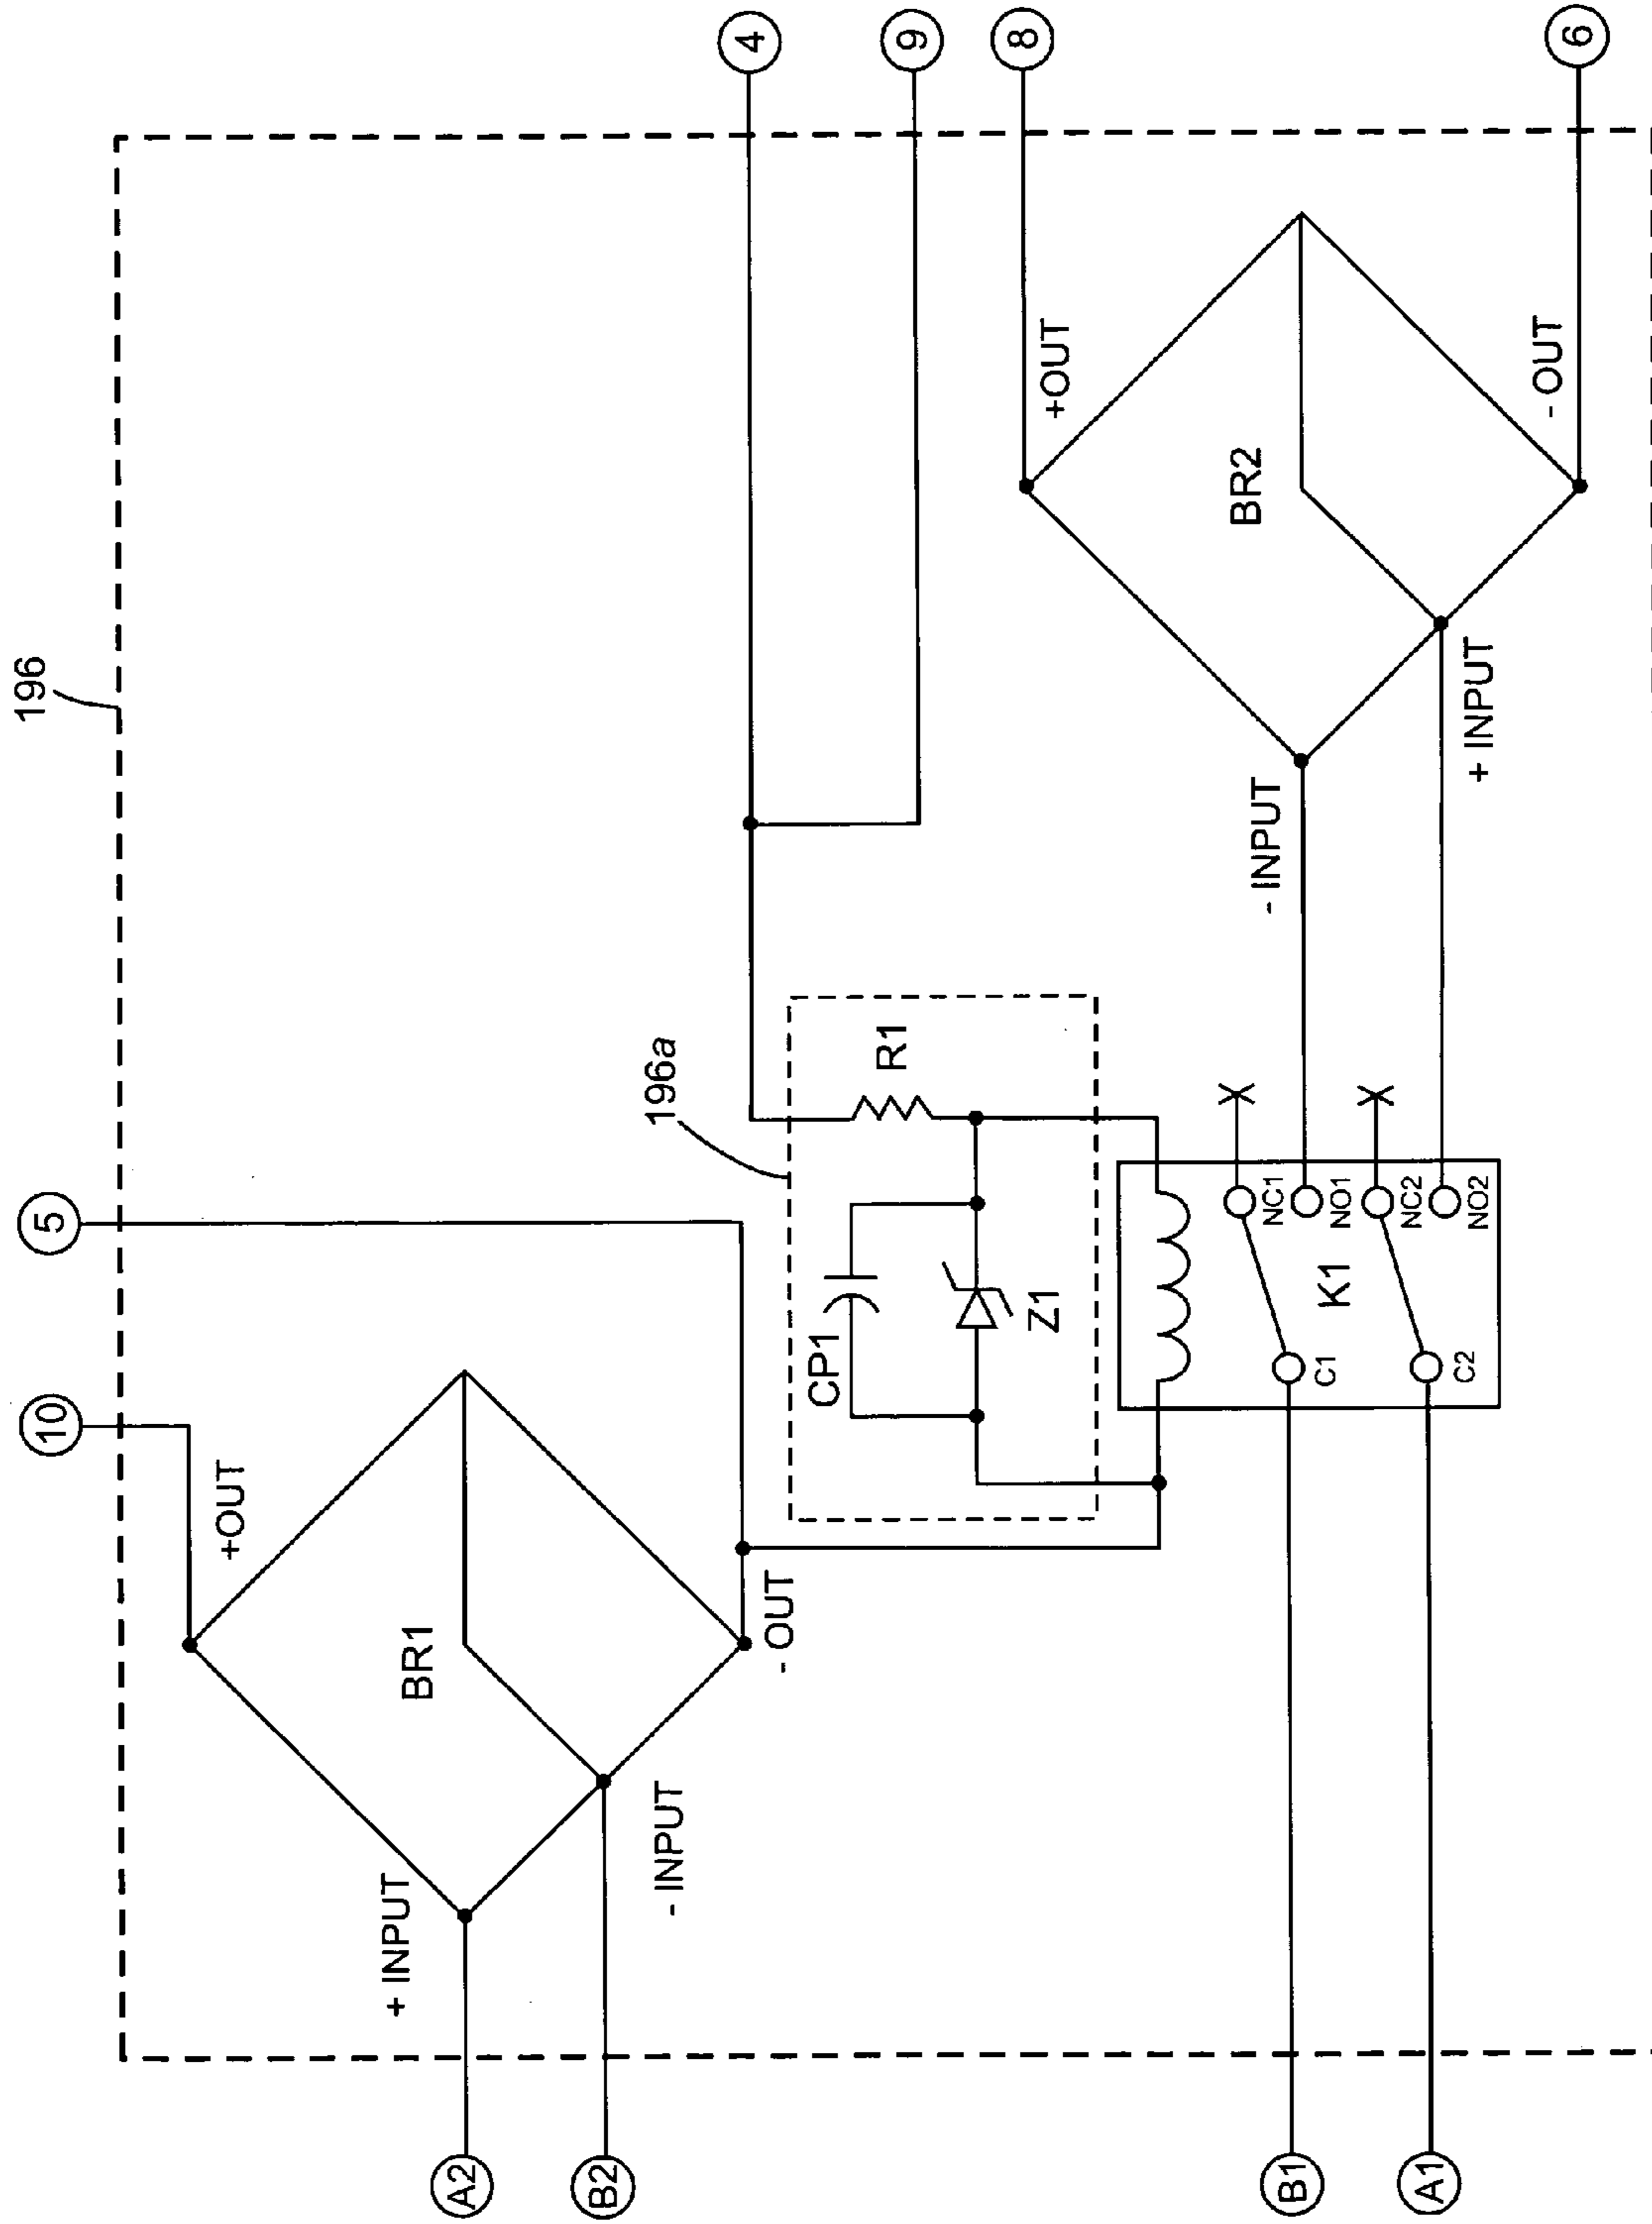 196
10
5
+OUT
+ INPUT
BR1
A2
B2
- INPUT
196a
4
- OUT
CP1
R1
9
8
Z1
+OUT
BR2
- INPUT
NC1
B1
C1
K1
NO1
NC2
A1
C2
NO2
+ INPUT
- OUT
6